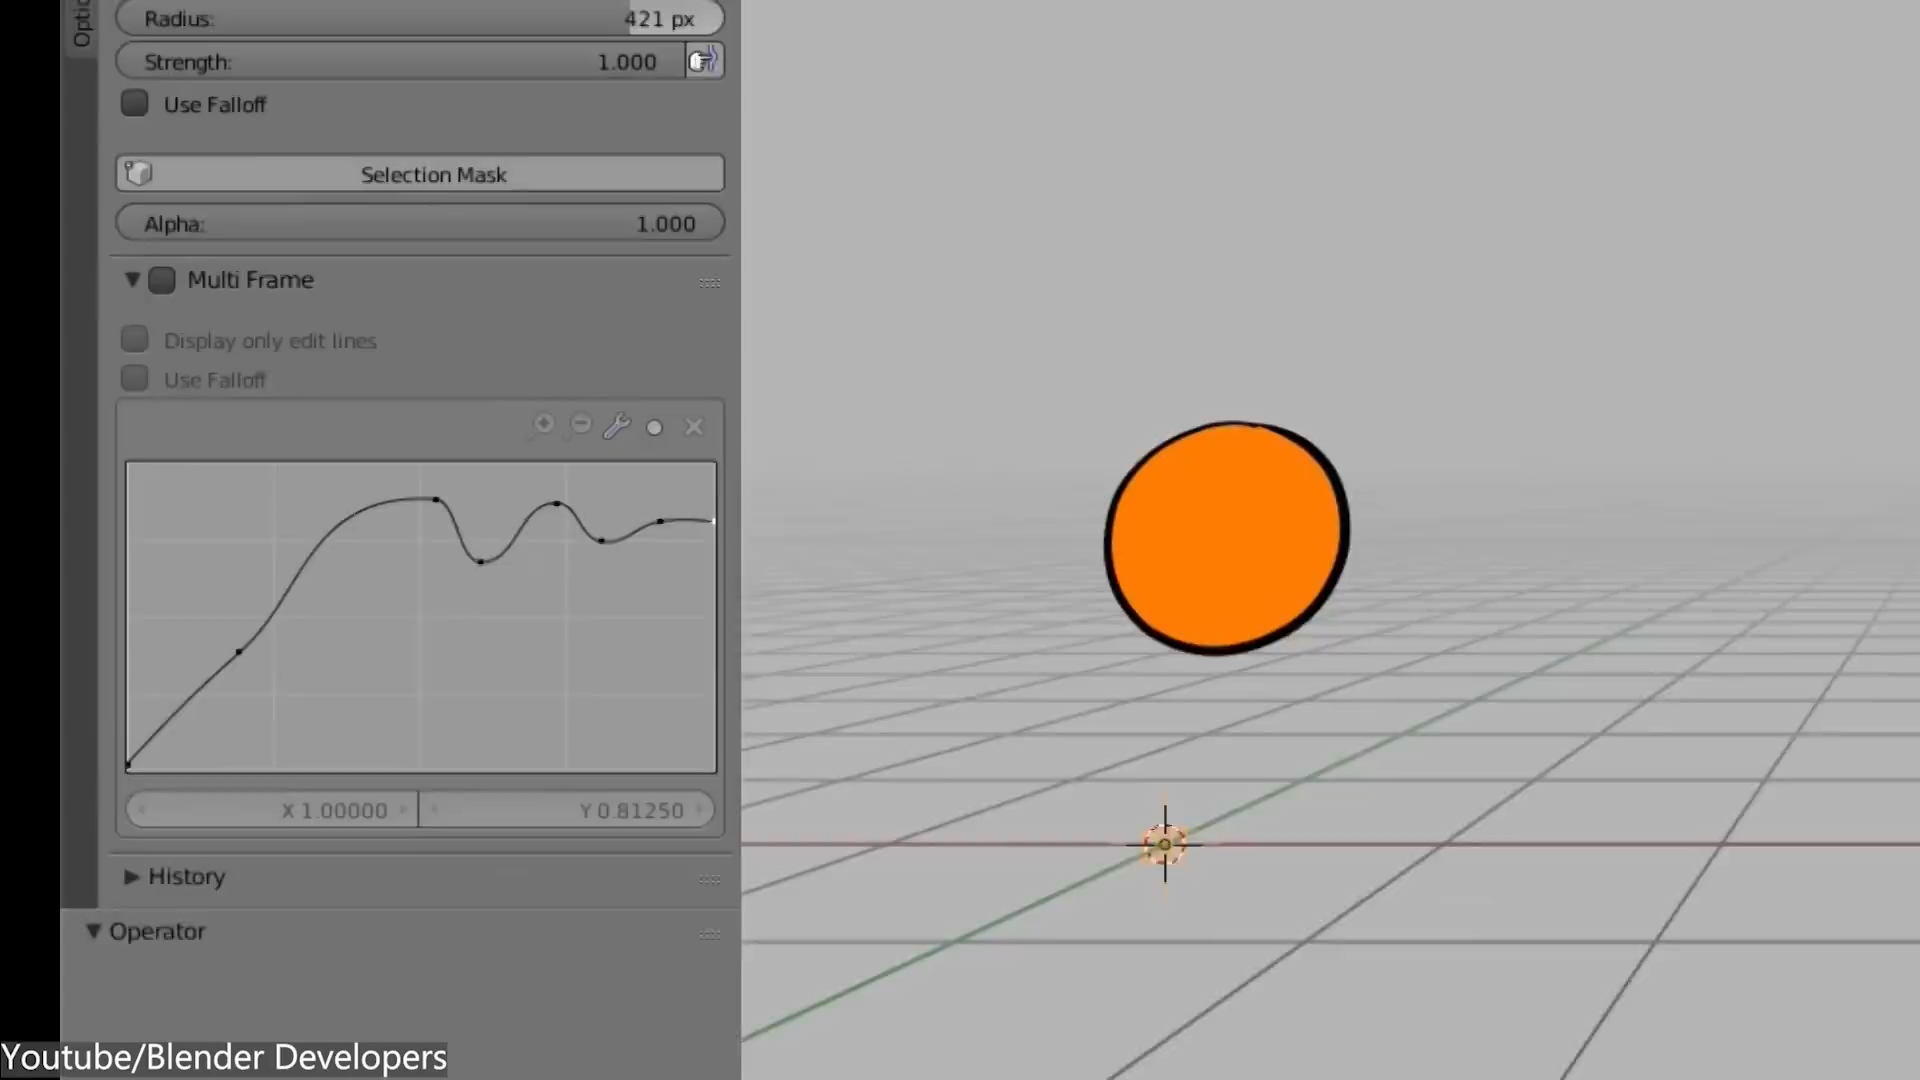 Optio
Radius: 421 px
Strength: 1.000
Use Falloff
Selection Mask
Alpha: 1.000
Multi Frame
Display only edit lines
Use Falloff
X 1.00000 Y 0.81250
History
Operator
Youtube/Blender Developers